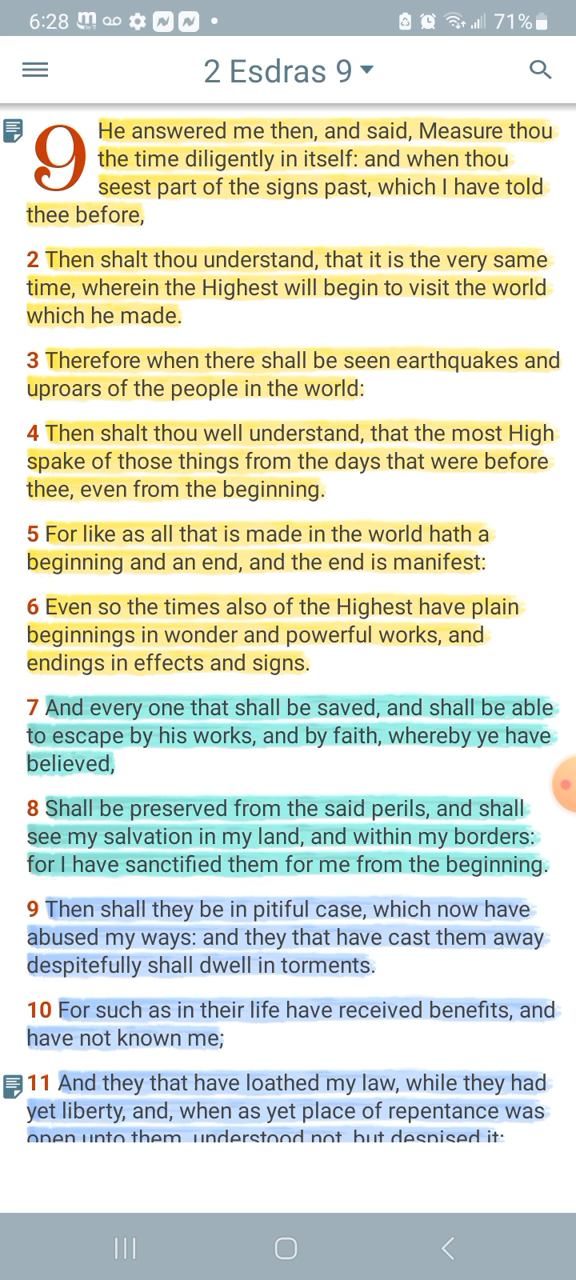 6:28
71%
2 Esdras 9
9 He answered me then, and said, Measure thou
the time diligently in itself: and when thou
seest part of the signs past, which I have told
thee before,
2 Then shalt thou understand, that it is the very same
time, wherein the Highest will begin to visit the world
which he made.
3 Therefore when there shall be seen earthquakes and
uproars of the people in the world:
4 Then shalt thou well understand, that the most High
spake of those things from the days that were before
thee, even from the beginning.
5 For like as all that is made in the world hath a
beginning and an end, and the end is manifest:
6 Even so the times also of the Highest have plain
beginnings in wonder and powerful works, and
endings in effects and signs.
7 And every one that shall be saved, and shall be able
to escape by his works, and by faith, whereby ye have
believed,
8 Shall be preserved from the said perils, and shall
see my salvation in my land, and within my borders:
for I have sanctified them for me from the beginning.
9 Then shall they be in pitiful case, which now have
abused my ways: and they that have cast them away
despitefully shall dwell in torments.
10 For such as in their life have received benefits, and
have not known me;
11 And they that have loathed my law, while they had
yet liberty, and, when as yet place of repentance was
open unto them, understood not, but despised it;